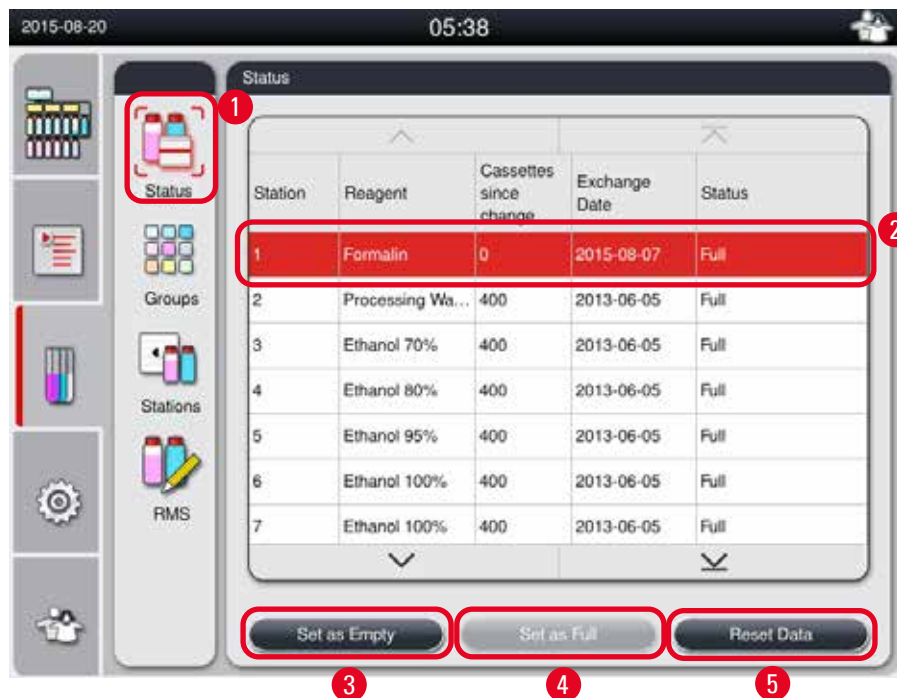 2015-08-20 05:38
Status
1
Station Reagent Cassettes since change Exchange Date Status
2
1 Formalin 0 2015-08-07 Full
2 Processing Wa... 400 2013-06-05 Full
3 Ethanol 70% 400 2013-06-05 Full
4 Ethanol 80% 400 2013-06-05 Full
5 Ethanol 95% 400 2013-06-05 Full
6 Ethanol 100% 400 2013-06-05 Full
7 Ethanol 100% 400 2013-06-05 Full
Status
Groups
Stations
RMS
Set as Empty Set as Full Reset Data
3 4 5